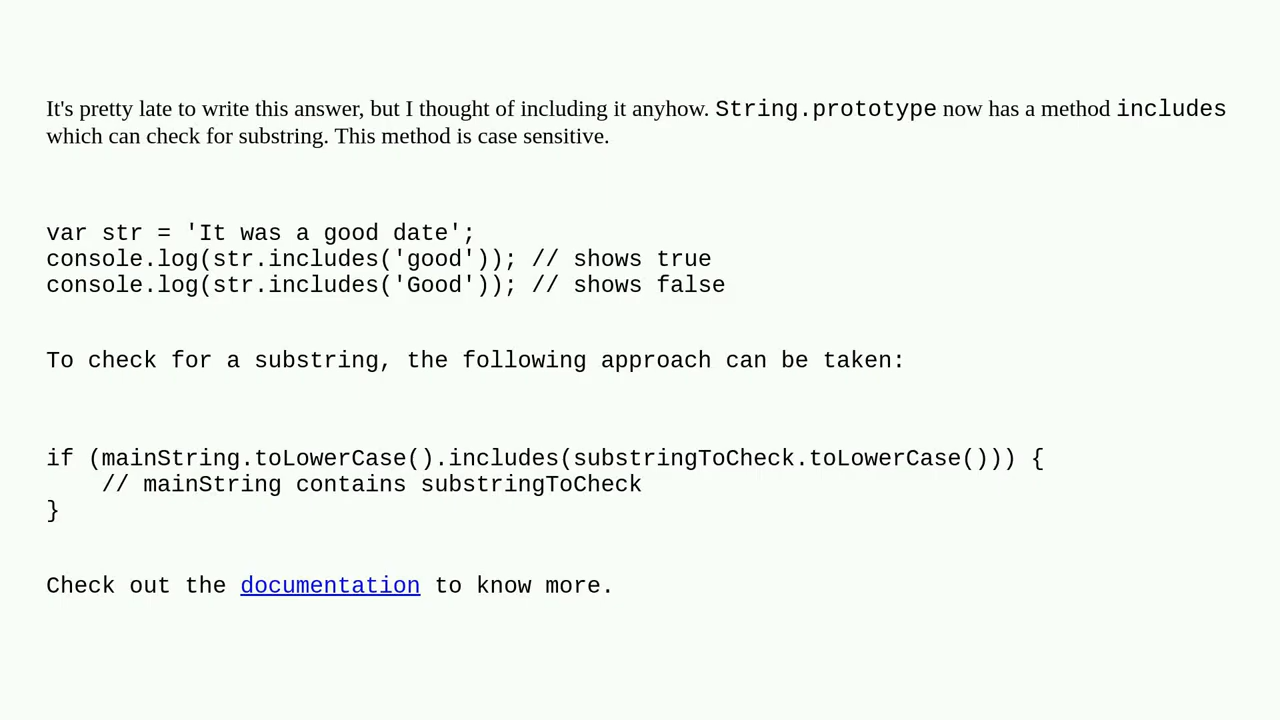 It's pretty late to write this answer, but I thought of including it anyhow. String.prototype now has a method includes
which can check for substring. This method is case sensitive.
var str = 'It was a good date';
console.log(str.includes('good')); // shows true
console.log(str.includes('Good')); // shows false
To check for a substring, the following approach can be taken:
if (mainString.toLowerCase().includes(substringToCheck.toLowerCase())) {
    // mainString contains substringToCheck
}
Check out the documentation to know more.